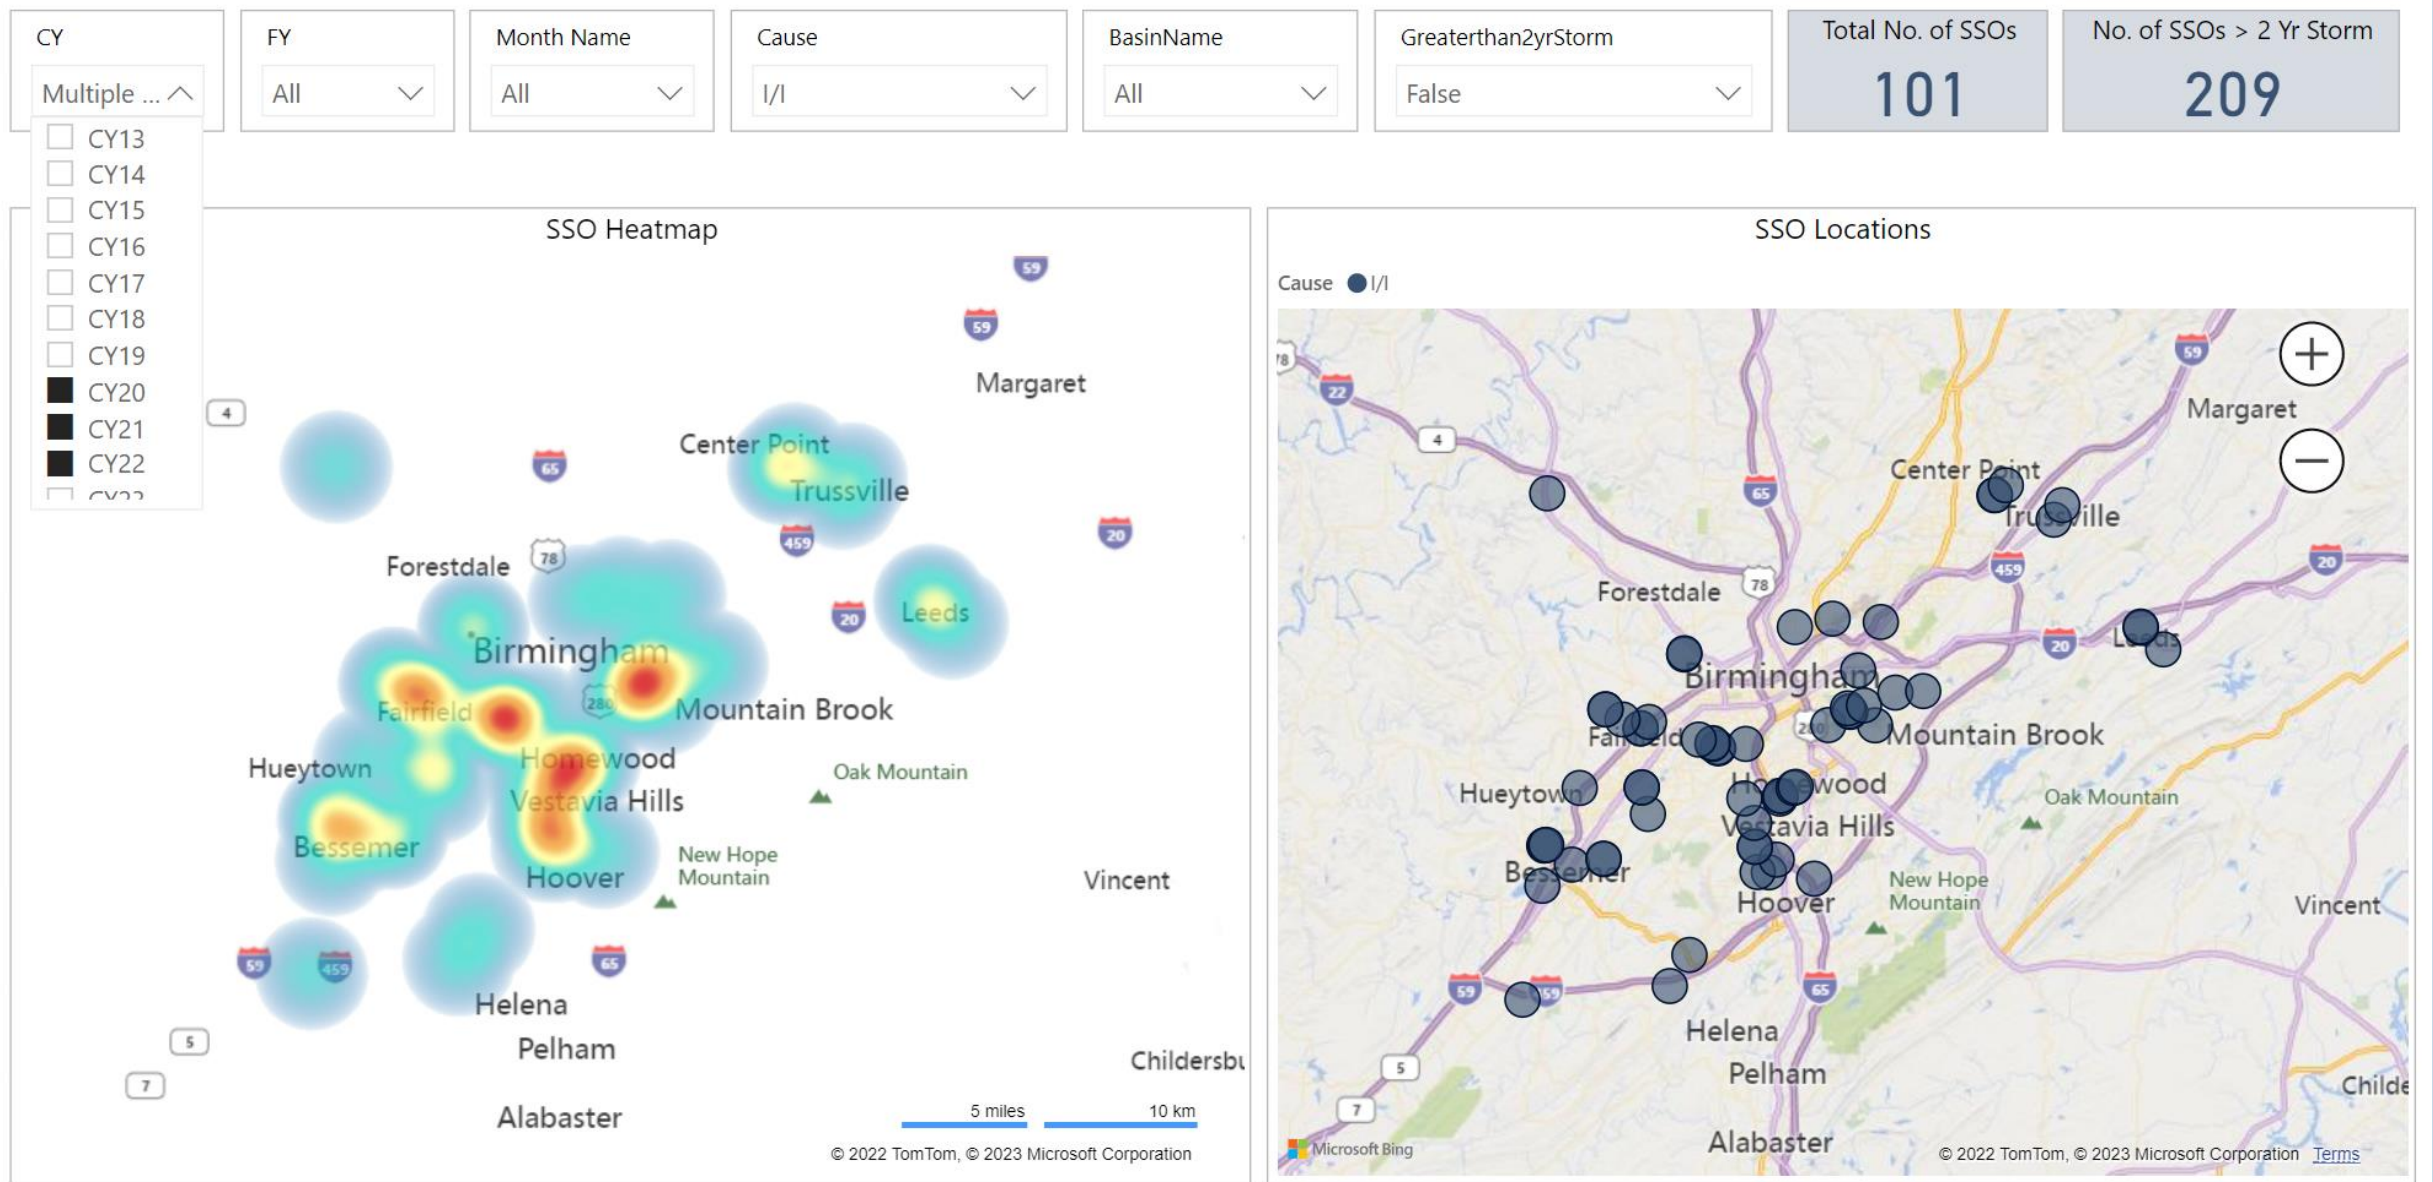 CY
Multiple ...
CY13
CY14
CY15
CY16
CY17
CY18
CY19
CY20
CY21
CY22
FY
All
Month Name
All
Cause
I/I
BasinName
All
Greaterthan2yrStorm
False
Total No. of SSOs
101
No. of SSOs > 2 Yr Storm
209
SSO Heatmap
59
59
Margaret
4
Center Point
65
Trussville
459
20
78
Forestdale
20
Leeds
Birmingham
280
Fairfield
Mountain Brook
Homewood
Hueytown
Oak Mountain
Vestavia Hills
Bessemer
New Hope
Mountain
Hoover
Vincent
59
459
65
Helena
5
Pelham
Childersbu
7
Alabaster
5 miles
10 km
© 2022 TomTom, © 2023 Microsoft Corporation
SSO Locations
Cause
I/I
78
22
59
Margaret
4
Center Point
65
Trussville
459
20
78
Forestdale
20
Leeds
Birmingham
Fairfield
Mountain Brook
Homewood
Hueytown
Oak Mountain
Vestavia Hills
Bessemer
New Hope
Mountain
Hoover
Vincent
59
59
65
Helena
5
Pelham
Childe
7
Alabaster
Microsoft Bing
© 2022 TomTom, © 2023 Microsoft Corporation Terms